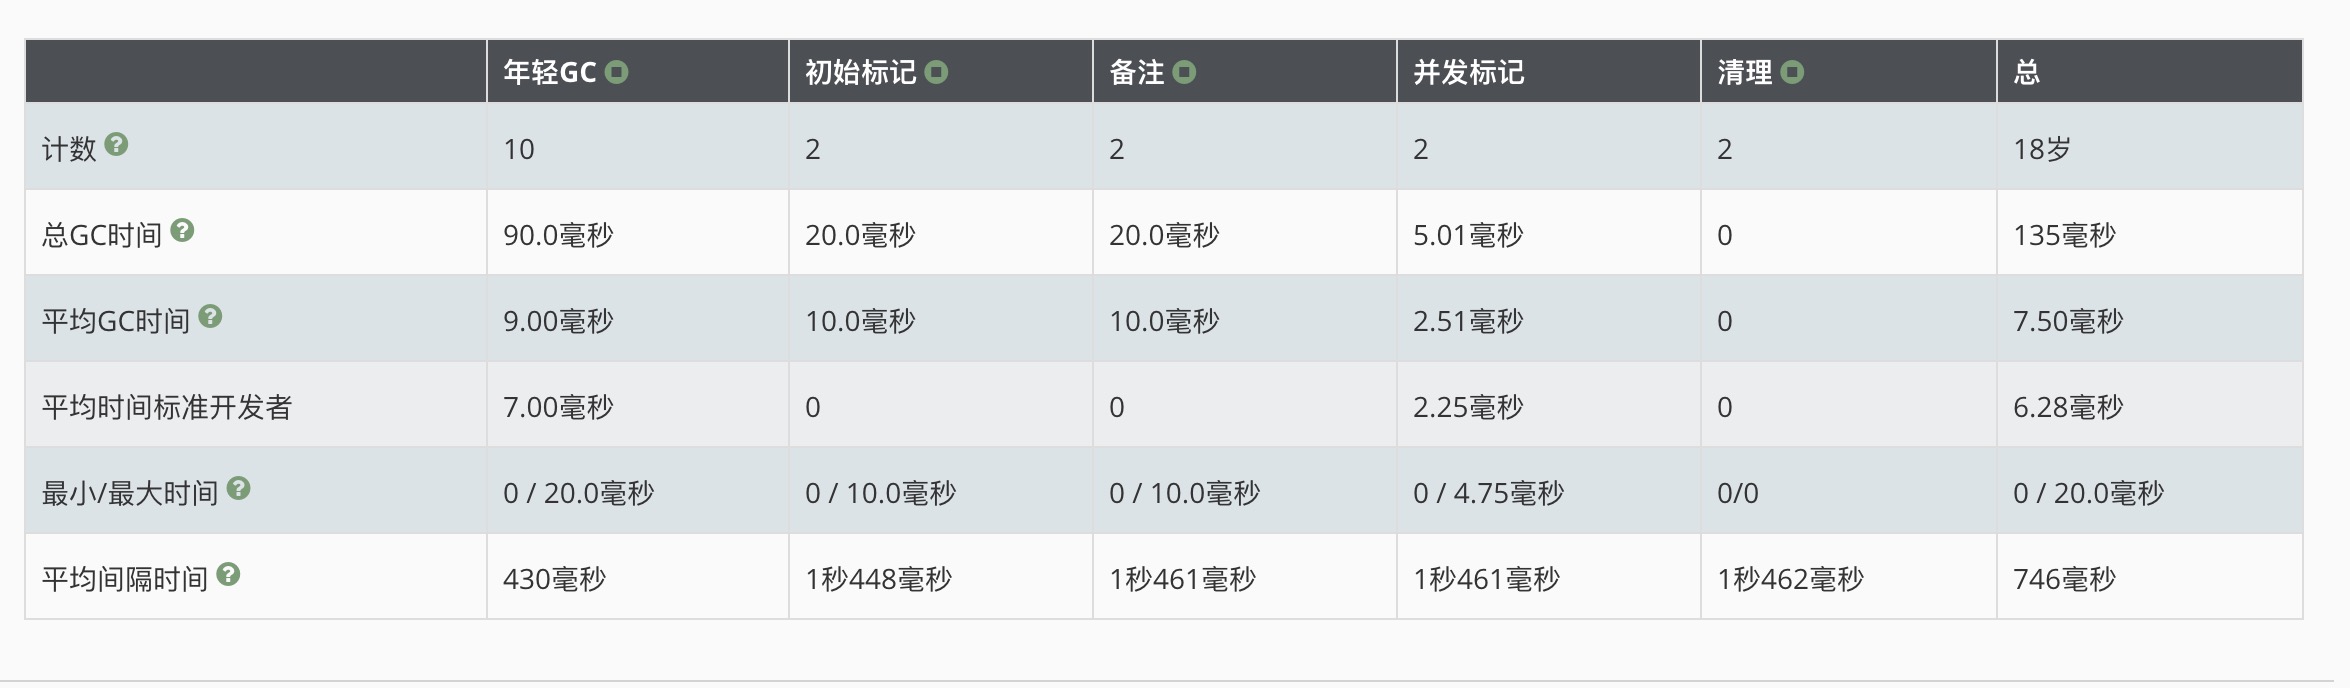 年轻GC 初始标记 备注 并发标记 清理 总
计数 10 2 2 2 2 18岁
总GC时间 90.0毫秒 20.0毫秒 20.0毫秒 5.01毫秒 0 135毫秒
平均GC时间 9.00毫秒 10.0毫秒 10.0毫秒 2.51毫秒 0 7.50毫秒
平均时间标准开发者 7.00毫秒 0 0 2.25毫秒 0 6.28毫秒
最小/最大时间 0 / 20.0毫秒 0 / 10.0毫秒 0 / 10.0毫秒 0 / 4.75毫秒 0/0 0 / 20.0毫秒
平均间隔时间 430毫秒 1秒448毫秒 1秒461毫秒 1秒461毫秒 1秒462毫秒 746毫秒